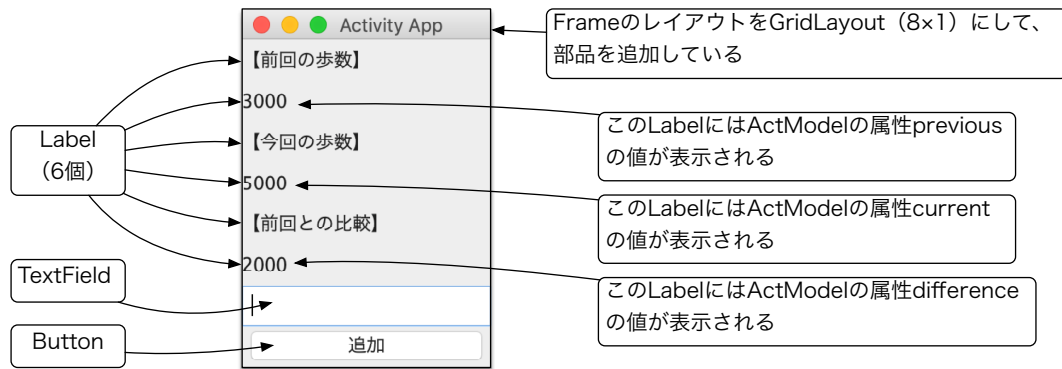 Activity App
【前回の歩数】
3000
【今回の歩数】
5000
【前回との比較】
2000
追加
Label
（6個）
TextField
Button
FrameのレイアウトをGridLayout（8×1）にして、
部品を追加している
このLabelにはActModelの属性previous
の値が表示される
このLabelにはActModelの属性current
の値が表示される
このLabelにはActModelの属性difference
の値が表示される